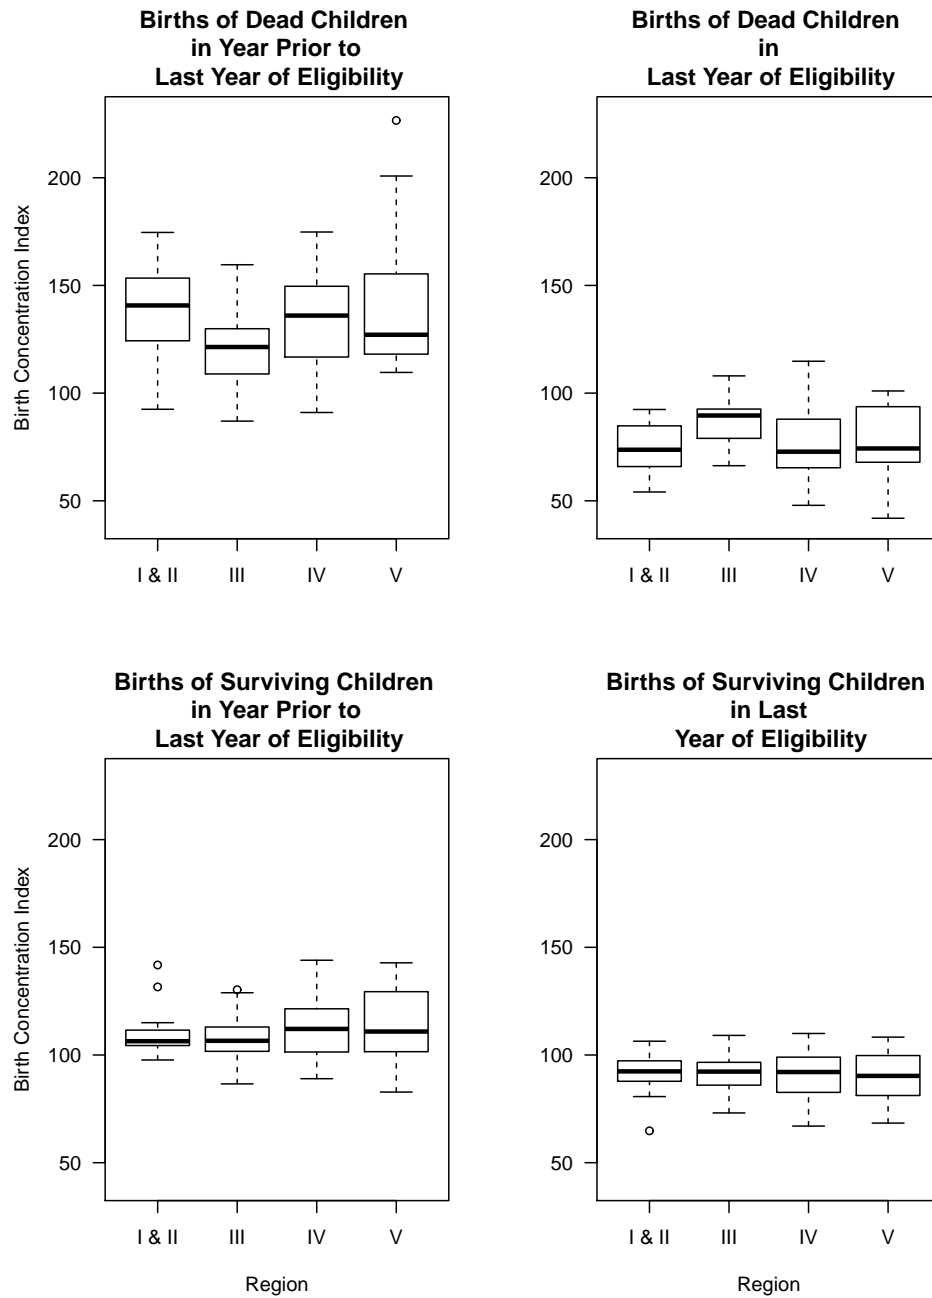 Births of Dead Children
in Year Prior to
Last Year of Eligibility
Birth Concentration Index
200
150
100
50
I & II
III
IV
V
Births of Dead Children
in
Last Year of Eligibility
200
150
100
50
I & II
III
IV
V
Births of Surviving Children
in Year Prior to
Last Year of Eligibility
Birth Concentration Index
200
150
100
50
I & II
III
IV
V
Region
Births of Surviving Children
in Last
Year of Eligibility
200
150
100
50
I & II
III
IV
V
Region